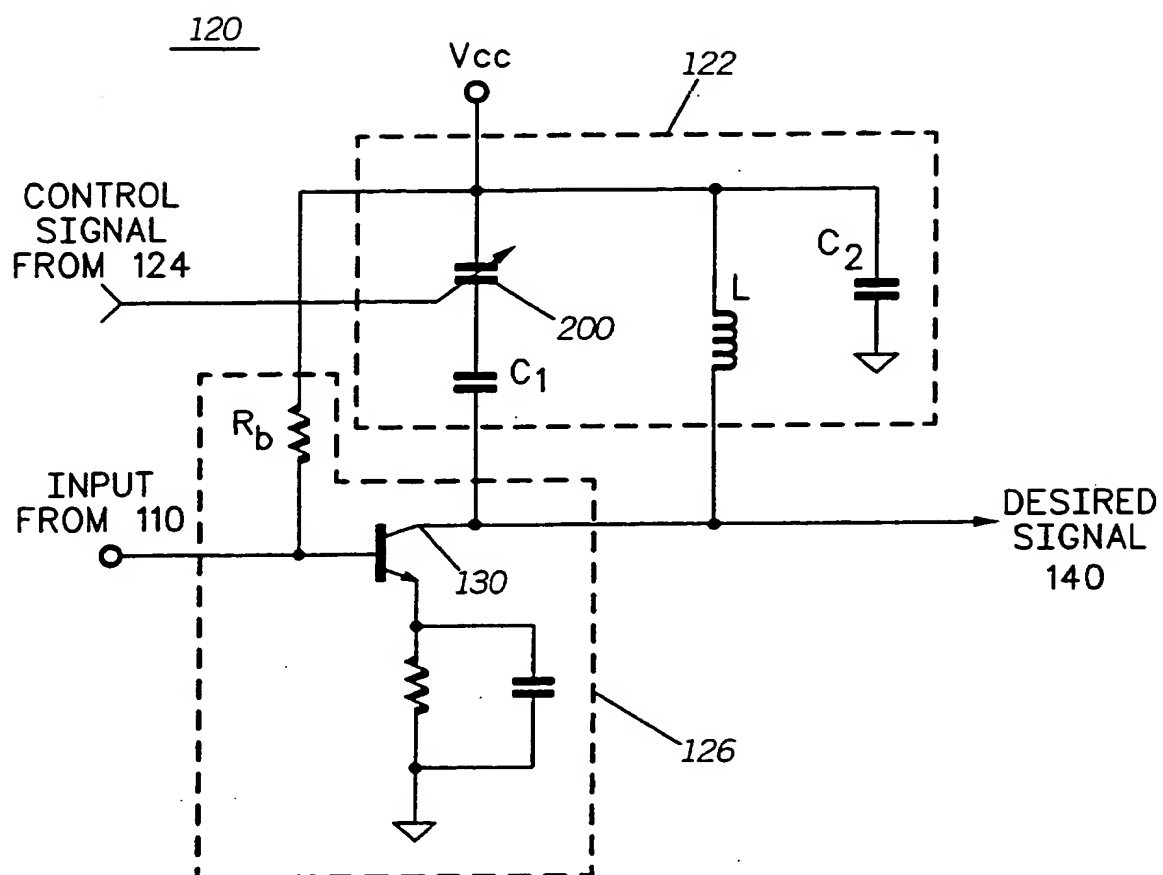 120
Vcc
122
CONTROL
SIGNAL
FROM 124
C2
L
200
C1
Rb
INPUT
FROM 110
DESIRED
SIGNAL
140
130
126